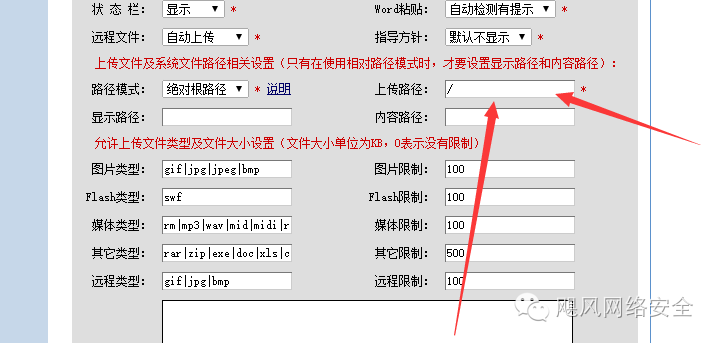 状 态 栏： 显示 * Word粘贴： 自动检测有提示 *
远程文件： 自动上传 * 指导方针： 默认不显示 *
上传文件及系统文件路径相关设置（只有在使用相对路径模式时，才要设置显示路径和内容路径）：
路径模式： 绝对根路径 * 说明 上传路径： / *
显示路径： 内容路径：
允许上传文件类型及文件大小设置（文件大小单位为KB，0表示没有限制）
图片类型： gif|jpg|jpeg|bmp 图片限制： 100
Flash类型： swf Flash限制： 100
媒体类型： rm|mp3|wav|mid|midi|r 媒体限制： 100
其它类型： rar|zip|exe|doc|xls|c 其它限制： 500
远程类型： gif|jpg|bmp 远程限制： 100
飓风网络安全